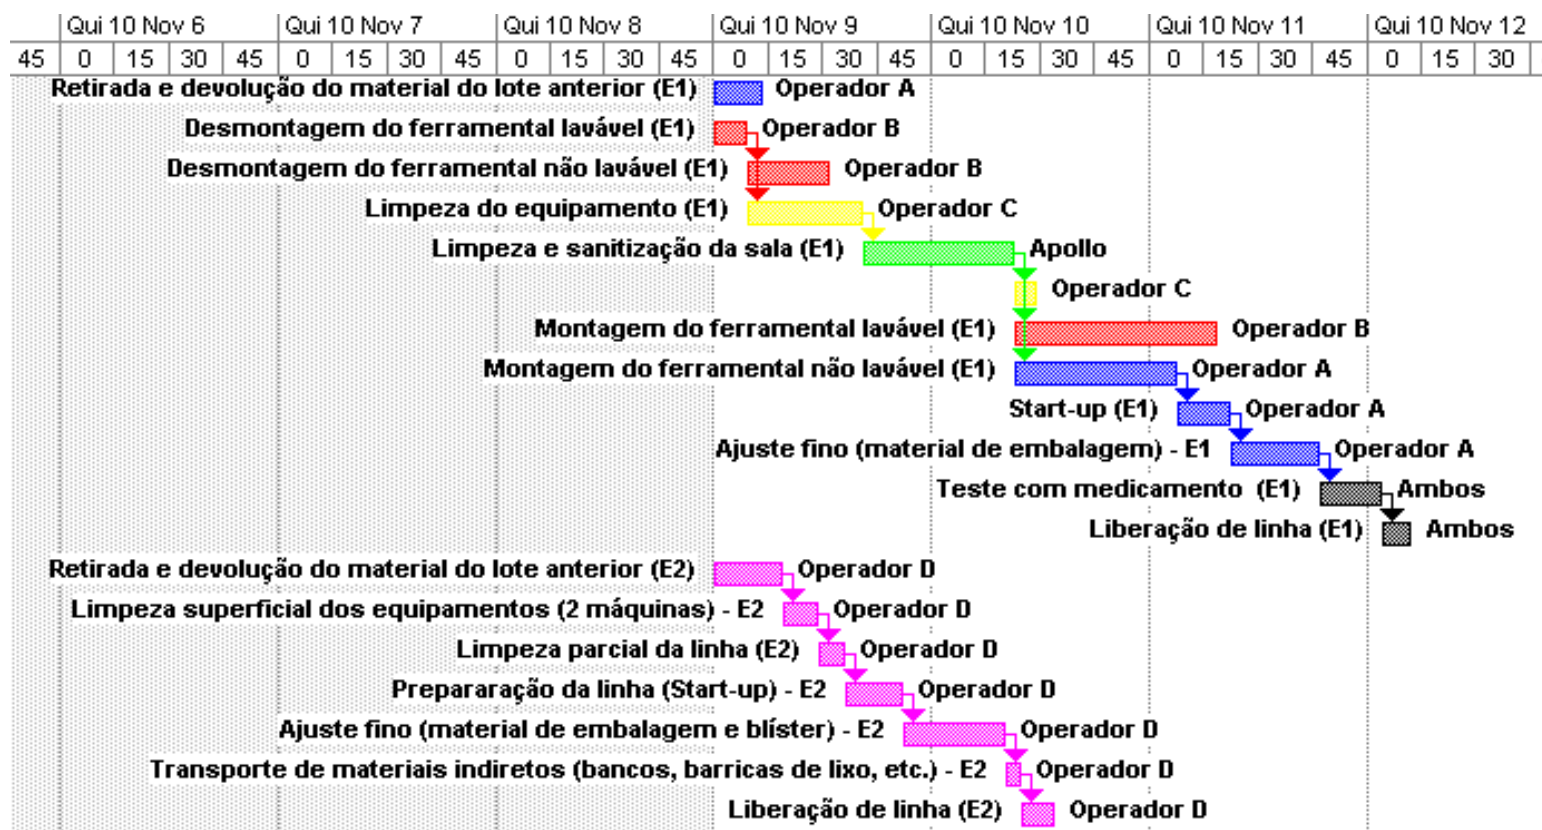 Qui 10 Nov 6 Qui 10 Nov 7 Qui 10 Nov 8 Qui 10 Nov 9 Qui 10 Nov 10 Qui 10 Nov 11 Qui 10 Nov 12
45 0 15 30 45 0 15 30 45 0 15 30 45 0 15 30 45 0 15 30 45 0 15 30 45 0 15 30
Retirada e devolução do material do lote anterior (E1) Operador A
Desmontagem do ferramental lavável (E1) Operador B
Desmontagem do ferramental não lavável (E1) Operador B
Limpeza do equipamento (E1) Operador C
Limpeza e sanitização da sala (E1) Apollo
Operador C
Montagem do ferramental lavável (E1) Operador B
Montagem do ferramental não lavável (E1) Operador A
Start-up (E1) Operador A
Ajuste fino (material de embalagem) - E1 Operador A
Teste com medicamento (E1) Ambos
Liberação de linha (E1) Ambos
Retirada e devolução do material do lote anterior (E2) Operador D
Limpeza superficial dos equipamentos (2 máquinas) - E2 Operador D
Limpeza parcial da linha (E2) Operador D
Prepararação da linha (Start-up) - E2 Operador D
Ajuste fino (material de embalagem e blíster) - E2 Operador D
Transporte de materiais indiretos (bancos, barricas de lixo, etc.) - E2 Operador D
Liberação de linha (E2) Operador D